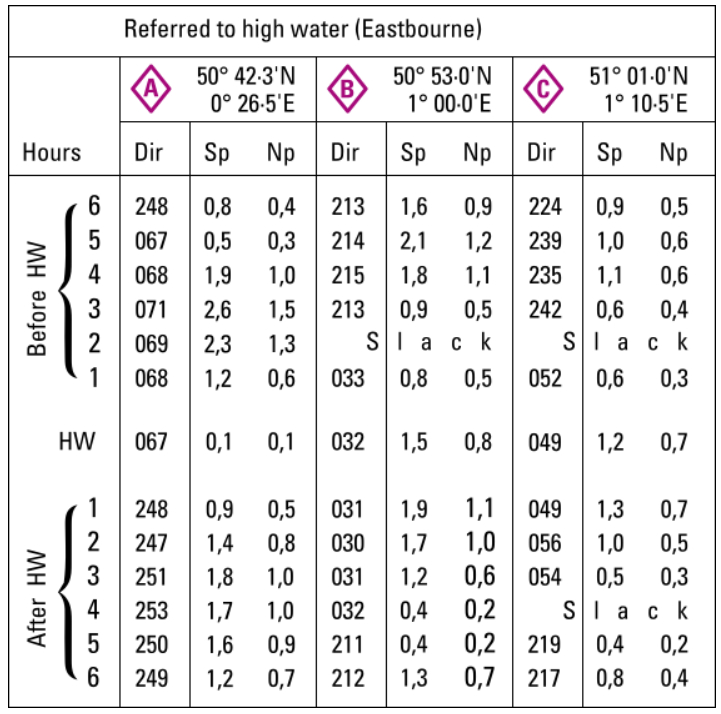 Referred to high water (Eastbourne)
A 50° 42·3'N 0° 26·5'E B 50° 53·0'N 1° 00·0'E C 51° 01·0'N 1° 10·5'E
Hours Dir Sp Np Dir Sp Np Dir Sp Np
Before HW
6 248 0,8 0,4 213 1,6 0,9 224 0,9 0,5
5 067 0,5 0,3 214 2,1 1,2 239 1,0 0,6
4 068 1,9 1,0 215 1,8 1,1 235 1,1 0,6
3 071 2,6 1,5 213 0,9 0,5 242 0,6 0,4
2 069 2,3 1,3 Slack Slack
1 068 1,2 0,6 033 0,8 0,5 052 0,6 0,3
HW 067 0,1 0,1 032 1,5 0,8 049 1,2 0,7
After HW
1 248 0,9 0,5 031 1,9 1,1 049 1,3 0,7
2 247 1,4 0,8 030 1,7 1,0 056 1,0 0,5
3 251 1,8 1,0 031 1,2 0,6 054 0,5 0,3
4 253 1,7 1,0 032 0,4 0,2 Slack
5 250 1,6 0,9 211 0,4 0,2 219 0,4 0,2
6 249 1,2 0,7 212 1,3 0,7 217 0,8 0,4